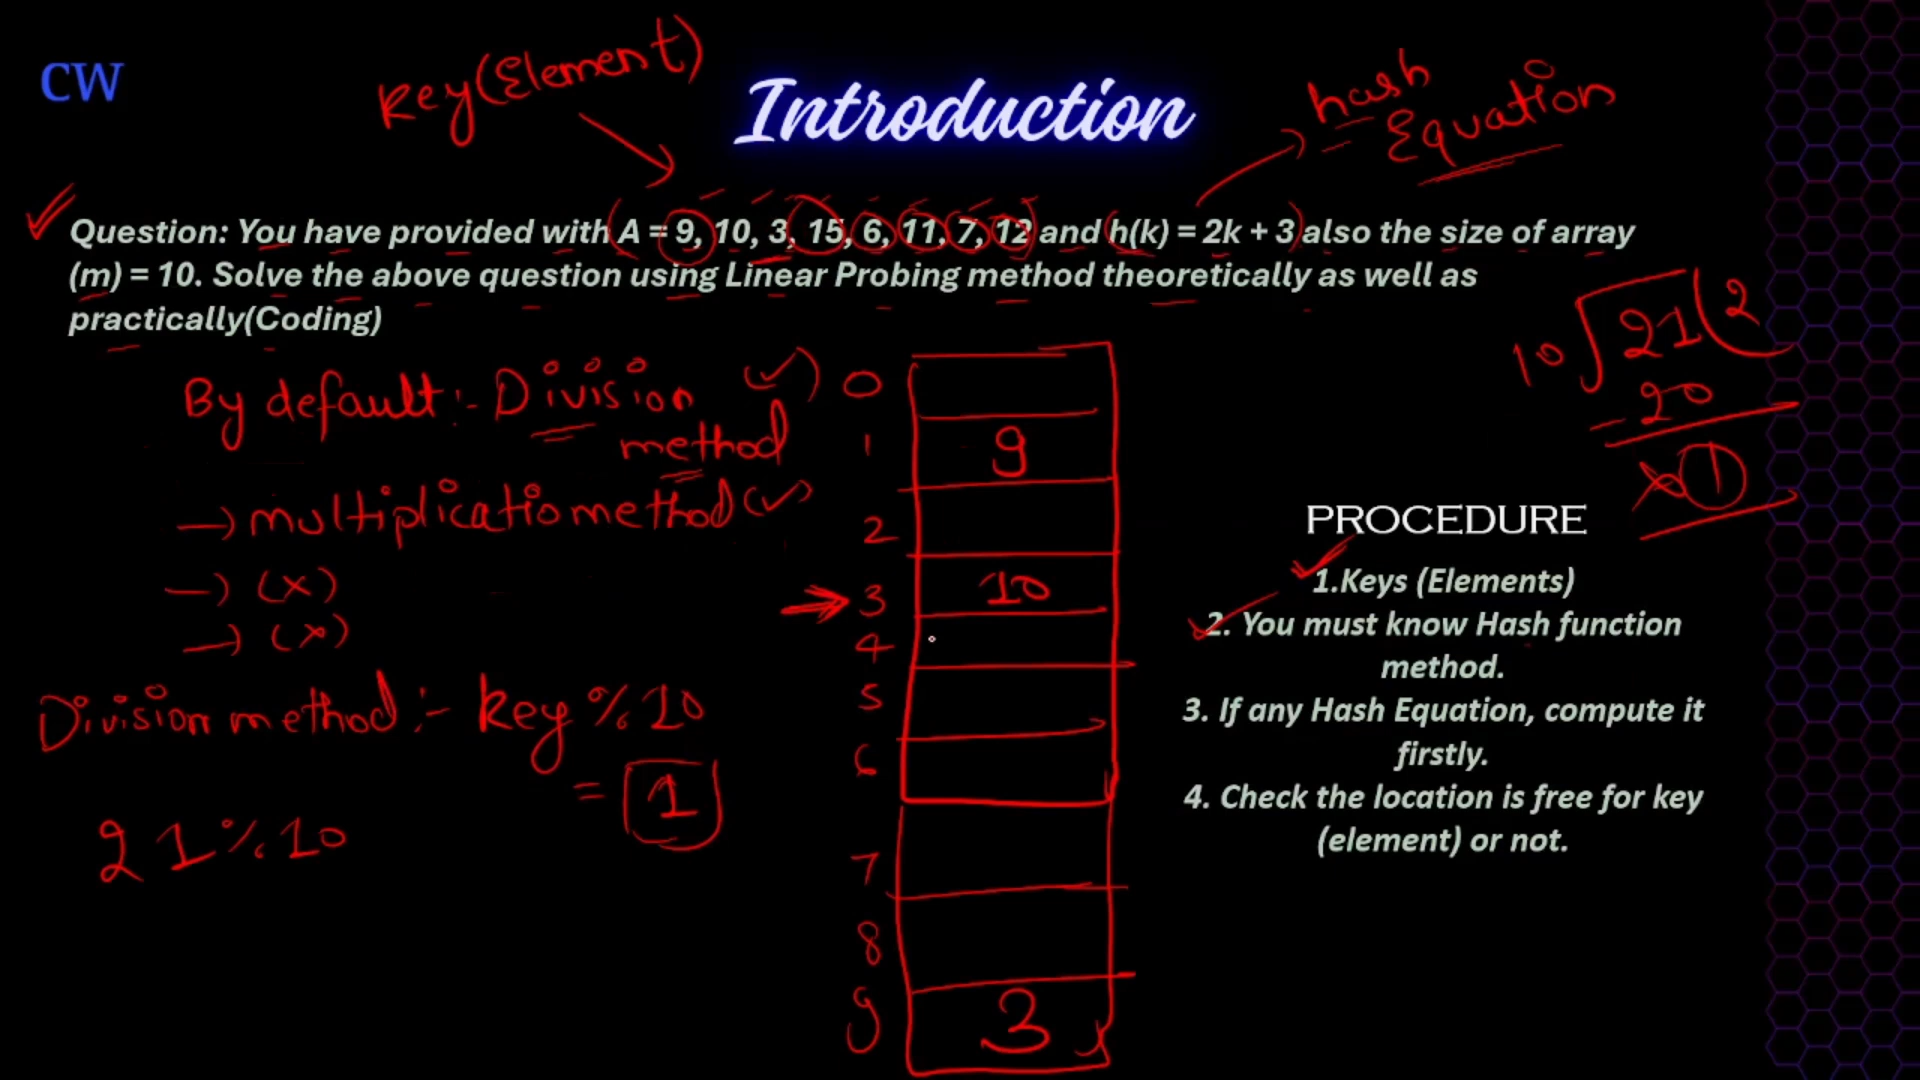 CW
Key(Element)
Introduction
hash
Equation
Question: You have provided with A = 9, 10, 3, 15, 6, 11, 7, 12 and h(k) = 2k + 3 also the size of array
(m) = 10. Solve the above question using Linear Probing method theoretically as well as
practically(Coding)
By default:- Division
method
→ multiplicatiomethod
→ (x)
→ (x)
Division method :- key % 10
= 1
21 % 10
0
1 9
2
3 10
4
5
6
7
8
9 3
10 21 2
- 20
x 1
PROCEDURE
1.Keys (Elements)
2. You must know Hash function
method.
3. If any Hash Equation, compute it
firstly.
4. Check the location is free for key
(element) or not.